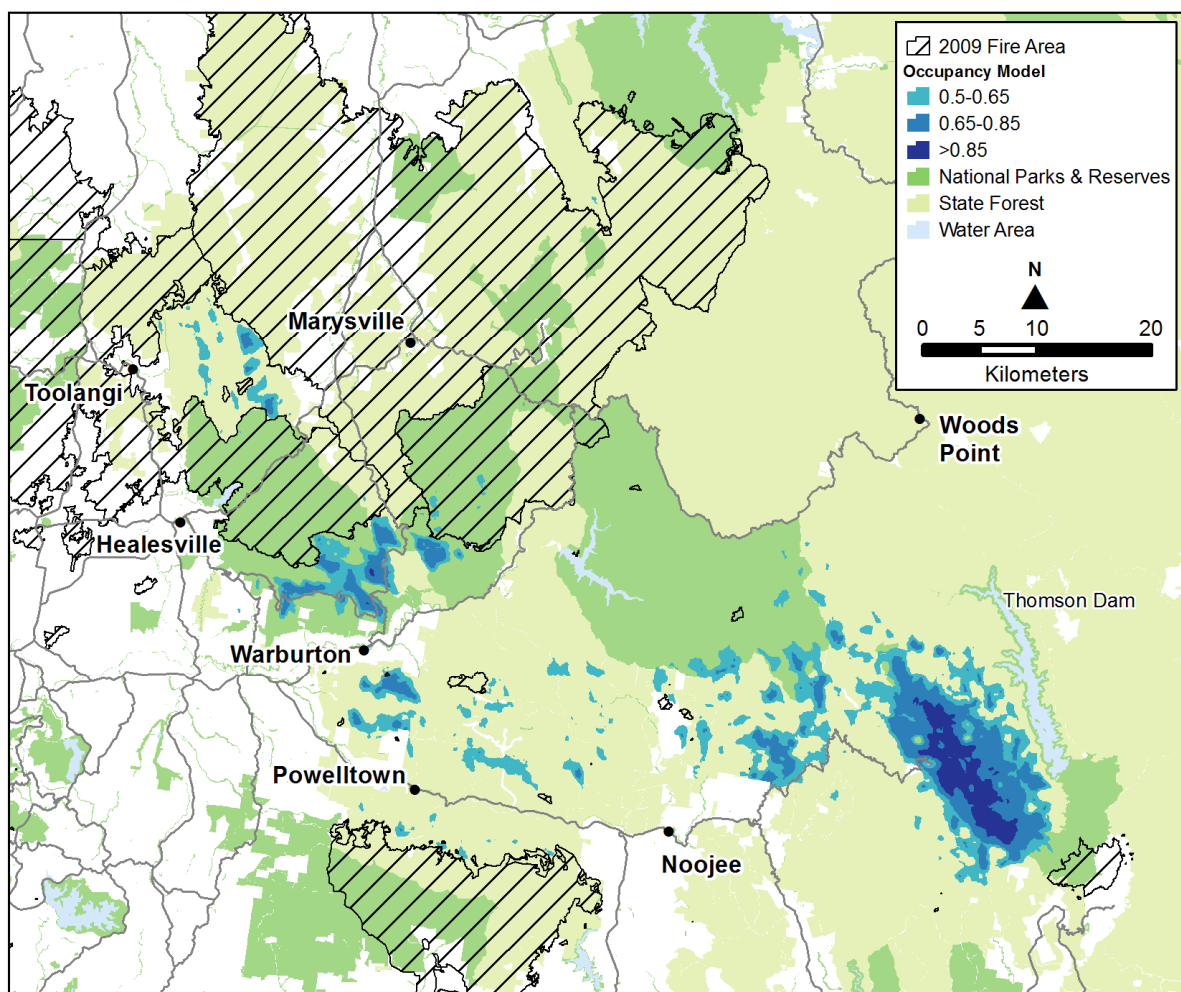 2009 Fire Area
Occupancy Model
0.5-0.65
0.65-0.85
>0.85
National Parks & Reserves
State Forest
Water Area
N
0 5 10 20
Kilometers
Marysville
Toolangi
Woods
Point
Healesville
Thomson Dam
Warburton
Powelltown
Noojee